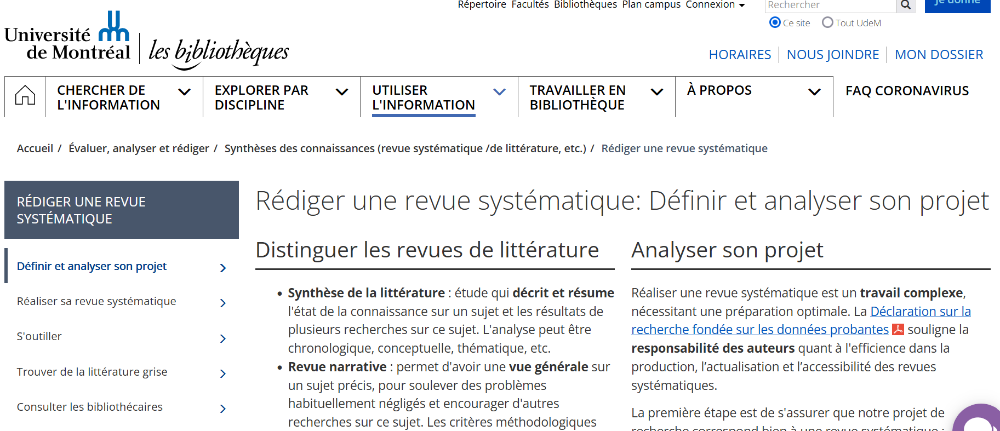 Répertoire Facultés Bibliothèques Plan campus Connexion
Rechercher
Je donne
Ce site Tout UdeM
Université
de Montréal
les bibliothèques
HORAIRES NOUS JOINDRE MON DOSSIER
CHERCHER DE
L'INFORMATION
EXPLORER PAR
DISCIPLINE
UTILISER
L'INFORMATION
TRAVAILLER EN
BIBLIOTHÈQUE
À PROPOS
FAQ CORONAVIRUS
Accueil / Évaluer, analyser et rédiger / Synthèses des connaissances (revue systématique /de littérature, etc.) / Rédiger une revue systématique
RÉDIGER UNE REVUE
SYSTÉMATIQUE
Définir et analyser son projet
Réaliser sa revue systématique
S'outiller
Trouver de la littérature grise
Consulter les bibliothécaires
Rédiger une revue systématique: Définir et analyser son projet
Distinguer les revues de littérature
• Synthèse de la littérature : étude qui décrit et résume
l'état de la connaissance sur un sujet et les résultats de
plusieurs recherches sur ce sujet. L'analyse peut être
chronologique, conceptuelle, thématique, etc.
• Revue narrative : permet d'avoir une vue générale sur
un sujet précis, pour soulever des problèmes
habituellement négligés et encourager d'autres
recherches sur ce sujet. Les critères méthodologiques
Analyser son projet
Réaliser une revue systématique est un travail complexe,
nécessitant une préparation optimale. La Déclaration sur la
recherche fondée sur les données probantes souligne la
responsabilité des auteurs quant à l'efficience dans la
production, l’actualisation et l’accessibilité des revues
systématiques.
La première étape est de s'assurer que notre projet de
recherche correspond bien à une revue systématique :